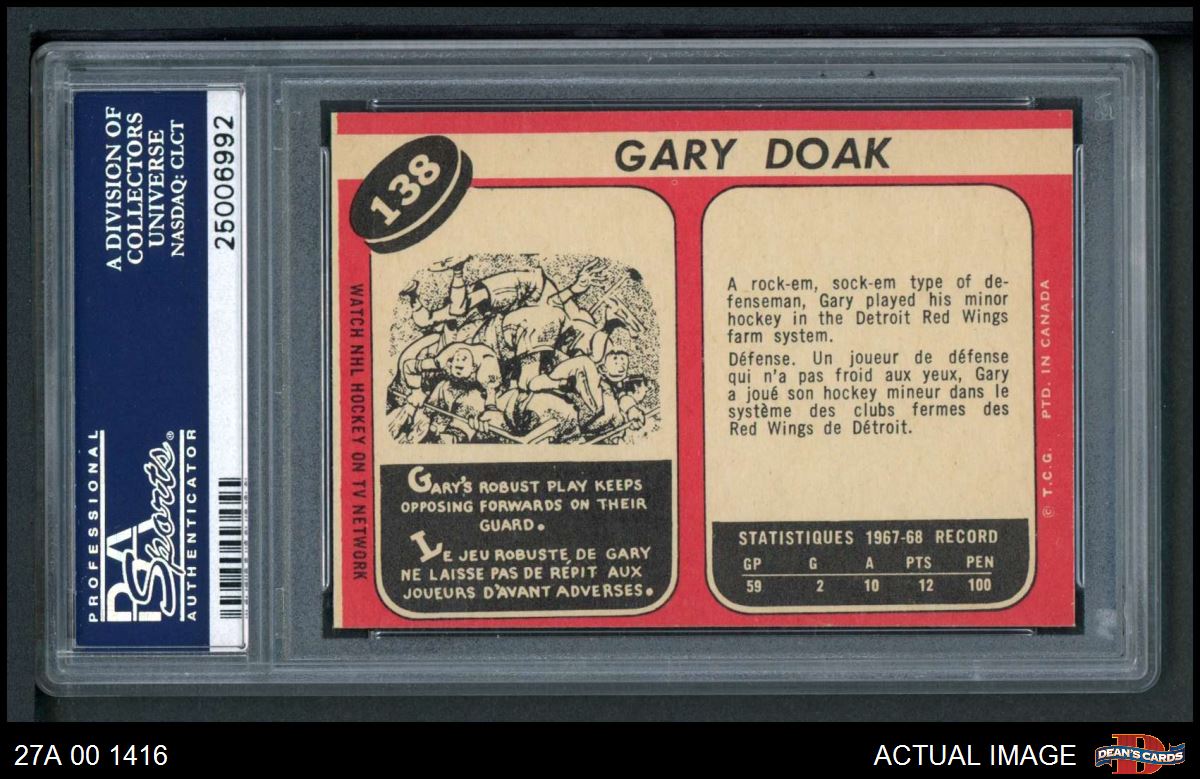 A DIVISION OF
COLLECTORS
UNIVERSE
NASDAQ: CLCT
25006992
PROFESSIONAL
PSA
Sports®
AUTHENTICATOR
138
GARY DOAK
WATCH NHL HOCKEY ON TV NETWORK
GARY'S ROBUST PLAY KEEPS
OPPOSING FORWARDS ON THEIR
GUARD.
LE JEU ROBUSTE DE GARY
NE LAISSE PAS DE RÉPIT AUX
JOUEURS D'AVANT ADVERSES.
A rock-em, sock-em type of de-
fenseman, Gary played his minor
hockey in the Detroit Red Wings
farm system.
Défense. Un joueur de défense
qui n'a pas froid aux yeux, Gary
a joué son hockey mineur dans le
système des clubs fermes des
Red Wings de Détroit.
STATISTIQUES 1967-68 RECORD
GP G A PTS PEN
59 2 10 12 100
© T.C.G. PTD. IN CANADA
27A 00 1416
ACTUAL IMAGE
D
DEAN'S CARDS